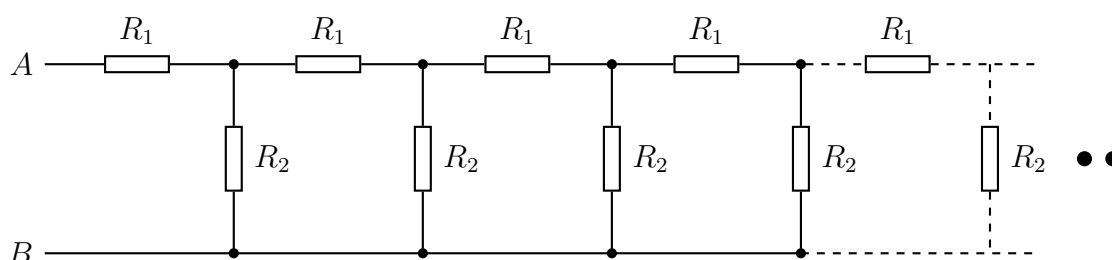 R₁ R₁ R₁ R₁ R₁
A
R₂ R₂ R₂ R₂ R₂
B